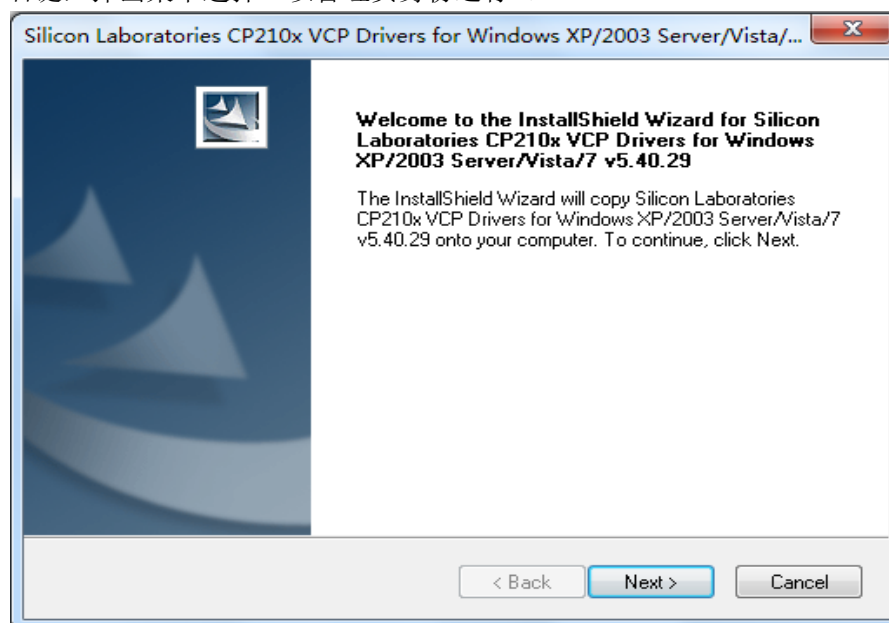 Silicon Laboratories CP210x VCP Drivers for Windows XP/2003 Server/Vista/...
Welcome to the InstallShield Wizard for Silicon
Laboratories CP210x VCP Drivers for Windows
XP/2003 Server/Vista/7 v5.40.29
The InstallShield Wizard will copy Silicon Laboratories
CP210x VCP Drivers for Windows XP/2003 Server/Vista/7
v5.40.29 onto your computer. To continue, click Next.
< Back
Next >
Cancel